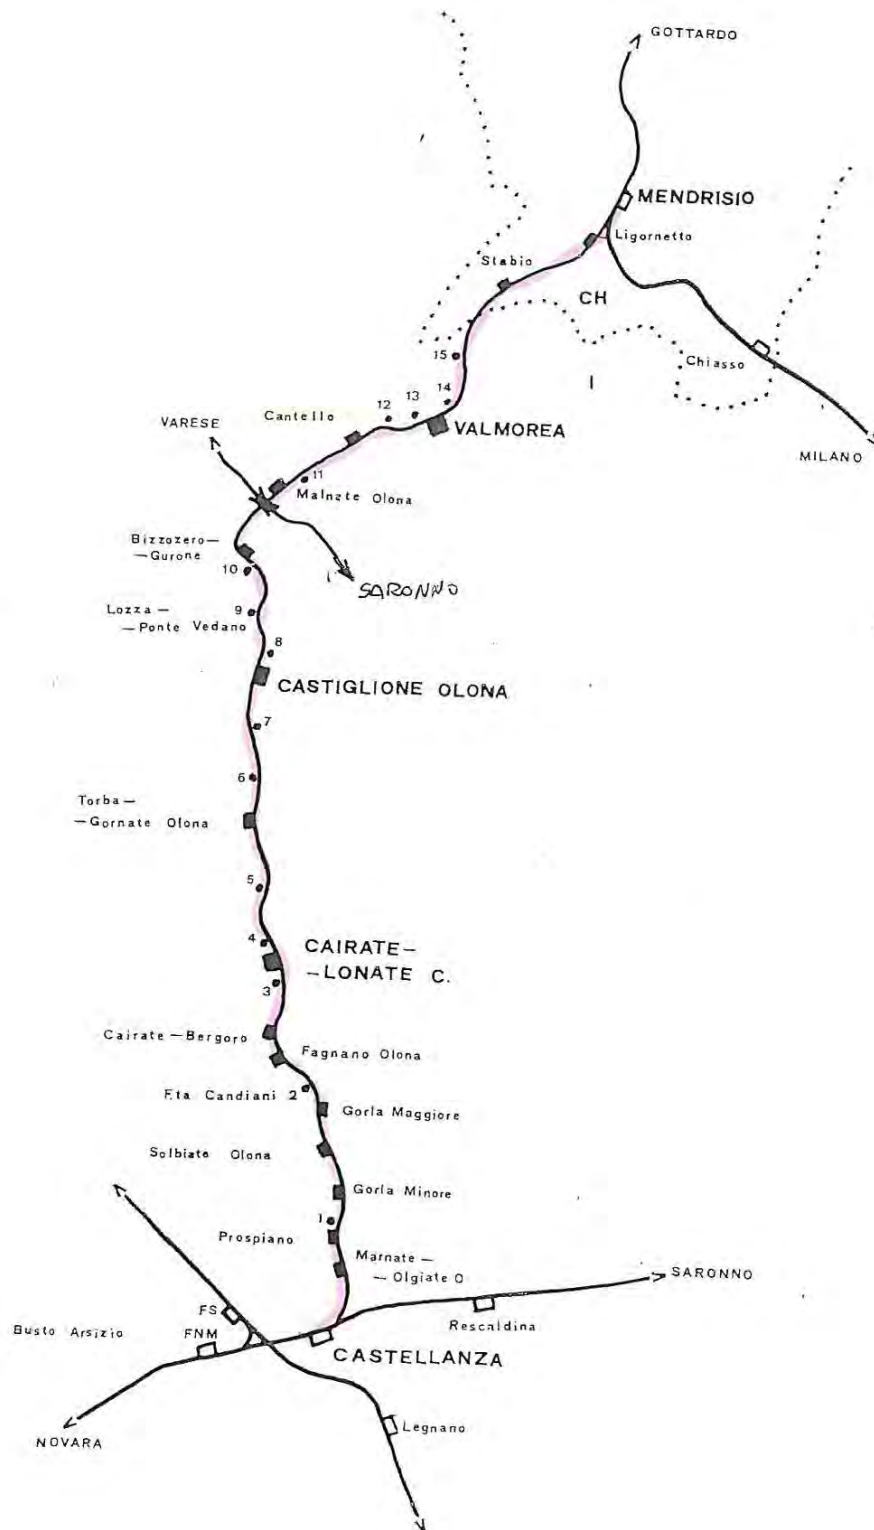 GOTTARDO
MENDRISIO
Ligornetto
Stabio
CH
Chiasso
15
I
14
13
12
Cantello
VARESE
VALMOREA
MILANO
11
Malnate Olona
Bizzozero—
—Gurone
10
SARONNO
Lozza—
9
—Ponte Vedano
8
CASTIGLIONE OLONA
7
6
Torba—
—Gornate Olona
5
4
CAIRATE—
—LONATE C.
3
Cairate—Bergoro
Fagnano Olona
F.ta Candiani 2
Gorla Maggiore
Solbiate Olona
Gorla Minore
1
Prospiano
Marnate—
—Olgiate O
SARONNO
FS
Rescaldina
Busto Arsizio
FNM
CASTELLANZA
Legnano
NOVARA